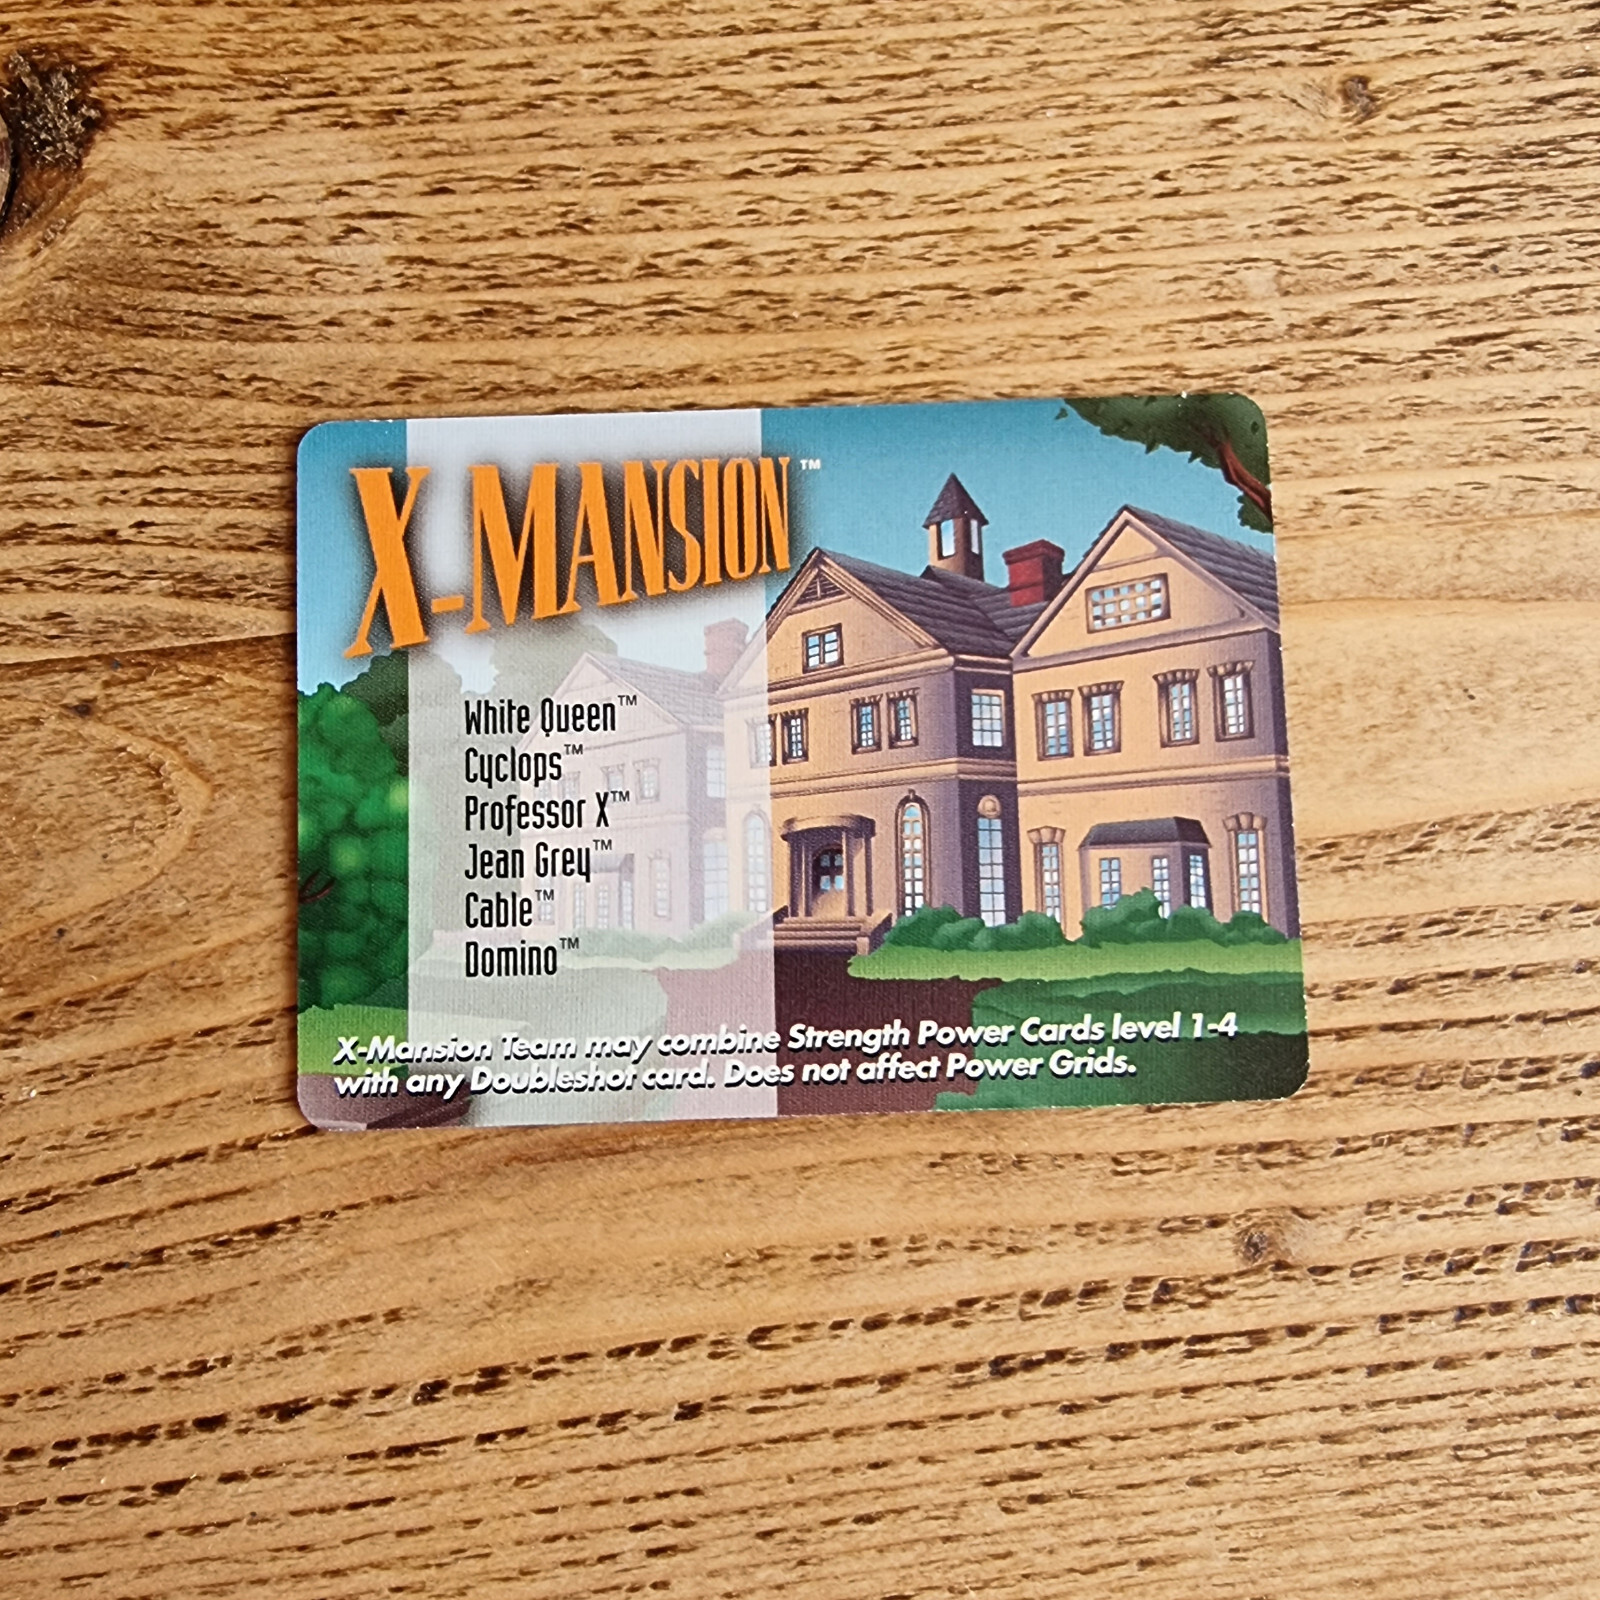 X-MANSION™
White Queen™
Cyclops™
Professor X™
Jean Grey™
Cable™
Domino™
X-Mansion Team may combine Strength Power Cards level 1-4
with any Doubleshot card. Does not affect Power Grids.